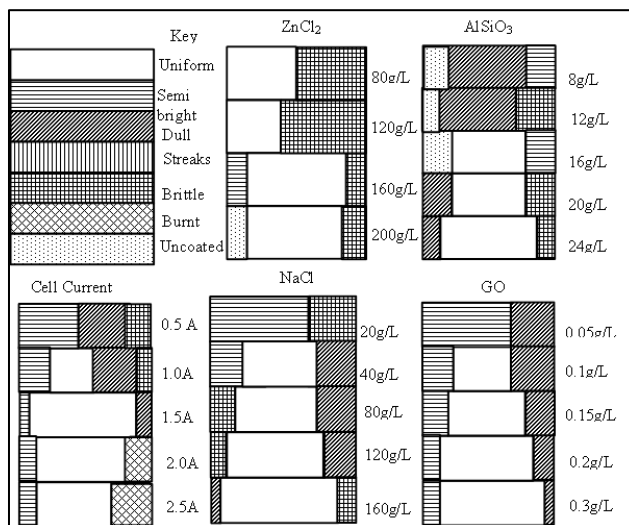 Key
Uniform
Semi
bright
Dull
Streaks
Brittle
Burnt
Uncoated
ZnCl₂
80g/L
120g/L
160g/L
200g/L
AlSiO₃
8g/L
12g/L
16g/L
20g/L
24g/L
Cell Current
0.5 A
1.0A
1.5A
2.0A
2.5A
NaCl
20g/L
40g/L
80g/L
120g/L
160g/L
GO
0.05g/L
0.1g/L
0.15g/L
0.2g/L
0.3g/L